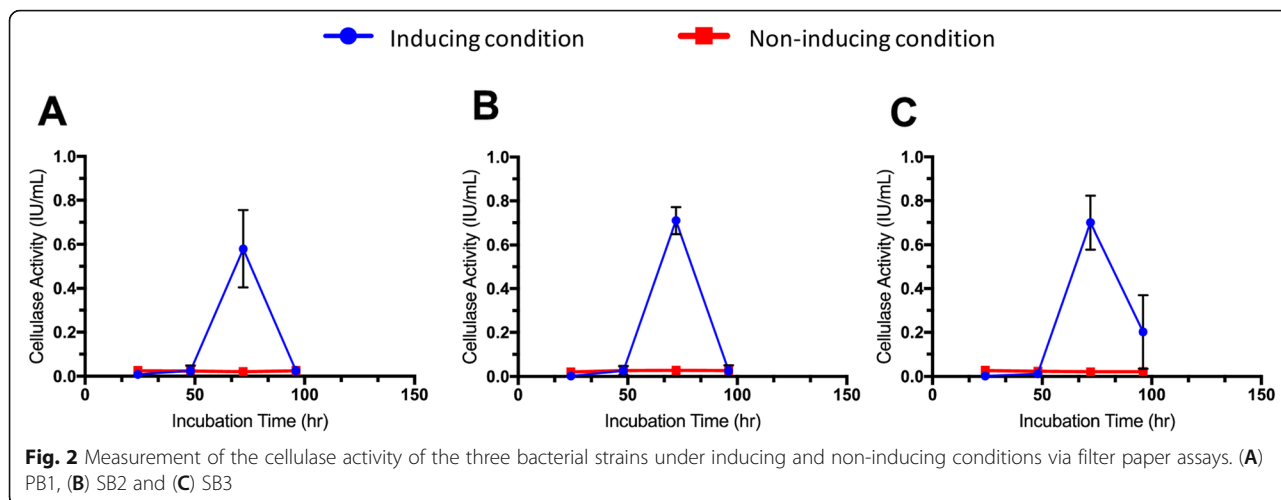 Inducing condition Non-inducing condition
A B C
Cellulase Activity (IU/mL)
1.0
0.8
0.6
0.4
0.2
0.0
0 50 100 150
Incubation Time (hr)
Cellulase Activity (IU/mL)
1.0
0.8
0.6
0.4
0.2
0.0
0 50 100 150
Incubation Time (hr)
Cellulase Activity (IU/mL)
1.0
0.8
0.6
0.4
0.2
0.0
0 50 100 150
Incubation Time (hr)
Fig. 2 Measurement of the cellulase activity of the three bacterial strains under inducing and non-inducing conditions via filter paper assays. (A)
PB1, (B) SB2 and (C) SB3